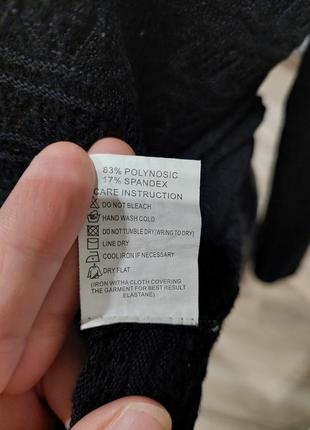 83% POLYNOSIC
17% SPANDEX
CARE INSTRUCTION
DO NOT BLEACH
HAND WASH COLD
DO NOT TUMBLE DRY(WRING TO DRY)
LINE DRY
COOL IRON IF NECESSARY
DRY FLAT
(IRON WITHA CLOTH COVERING
THE GARMENT FOR BEST RESULT
ELASTANE)